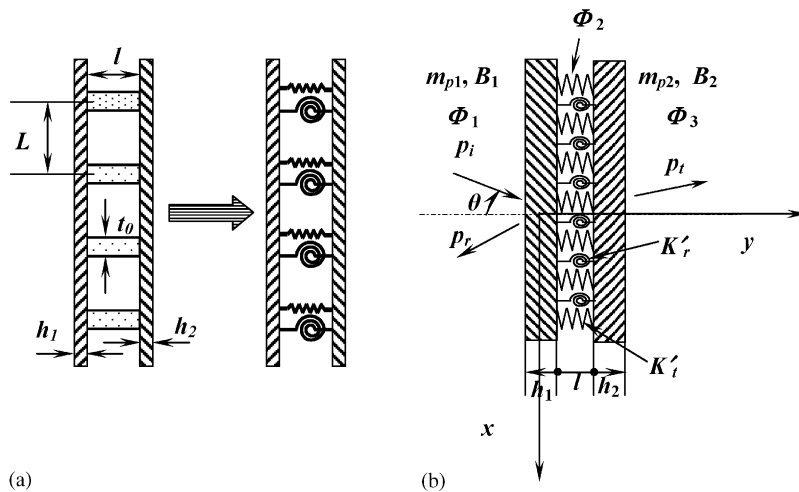 l
L
t₀
h₁
h₂
(a)
Φ₂
mₚ₁, B₁
mₚ₂, B₂
Φ₁
Φ₃
pᵢ
pₜ
θ
pᵣ
K′ᵣ
y
K′ₜ
h₁
l
h₂
x
(b)